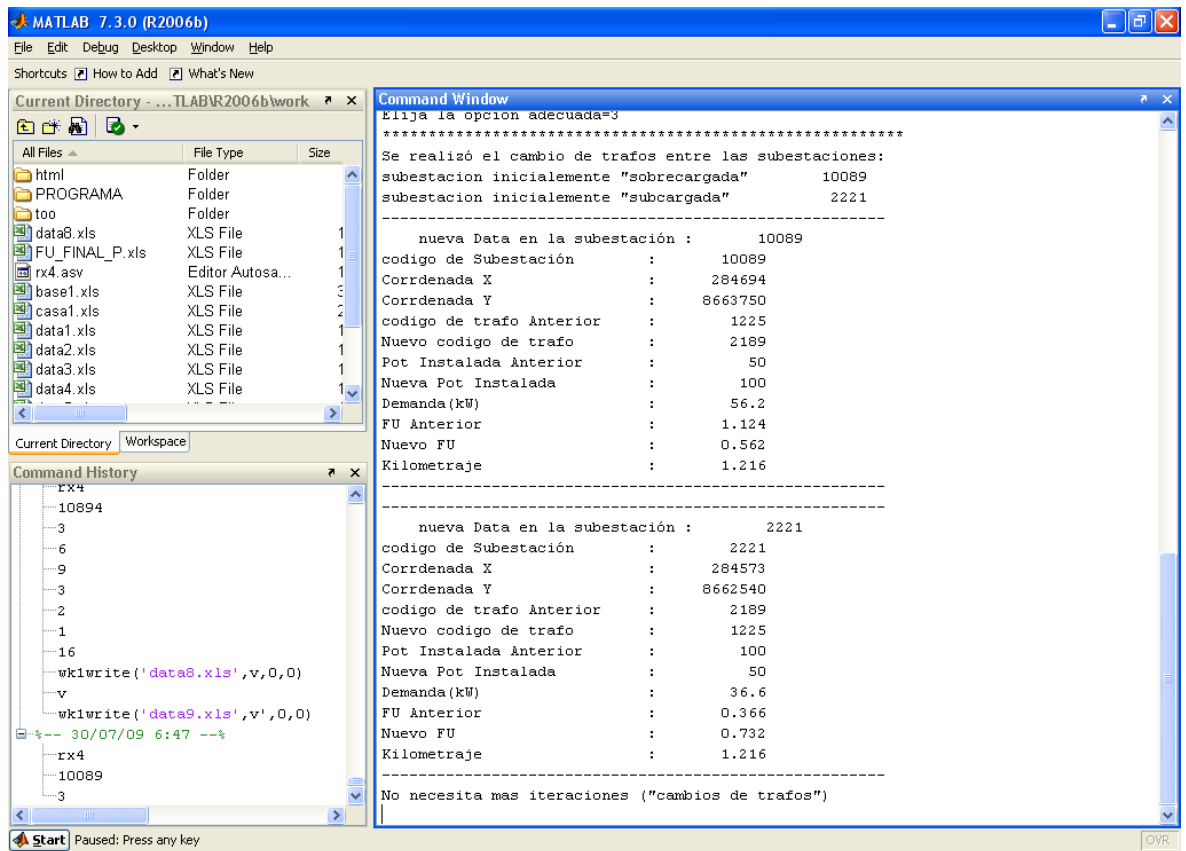 MATLAB 7.3.0 (R2006b)
File Edit Debug Desktop Window Help
Shortcuts How to Add What's New
Current Directory - ...TLAB\R2006b\work
All Files File Type Size
html Folder
PROGRAMA Folder
too Folder
data8.xls XLS File 1
FU_FINAL_P.xls XLS File 1
rx4.asv Editor Autosa... 1
base1.xls XLS File 3
casa1.xls XLS File 2
data1.xls XLS File 1
data2.xls XLS File 1
data3.xls XLS File 1
data4.xls XLS File 1
Current Directory Workspace
Command History
rx4
10894
3
6
9
3
2
1
16
wk1write('data8.xls',v,0,0)
v
wk1write('data9.xls',v',0,0)
%-- 30/07/09 6:47 --%
rx4
10089
3
Command Window
Elija la opcion adecuada=3
*********************************************************
Se realizó el cambio de trafos entre las subestaciones:
subestacion inicialemente "sobrecargada" 10089
subestacion inicialemente "subcargada" 2221
-------------------------------------------------------
nueva Data en la subestación : 10089
codigo de Subestación : 10089
Corrdenada X : 284694
Corrdenada Y : 8663750
codigo de trafo Anterior : 1225
Nuevo codigo de trafo : 2189
Pot Instalada Anterior : 50
Nueva Pot Instalada : 100
Demanda(kW) : 56.2
FU Anterior : 1.124
Nuevo FU : 0.562
Kilometraje : 1.216
-------------------------------------------------------
-------------------------------------------------------
nueva Data en la subestación : 2221
codigo de Subestación : 2221
Corrdenada X : 284573
Corrdenada Y : 8662540
codigo de trafo Anterior : 2189
Nuevo codigo de trafo : 1225
Pot Instalada Anterior : 100
Nueva Pot Instalada : 50
Demanda(kW) : 36.6
FU Anterior : 0.366
Nuevo FU : 0.732
Kilometraje : 1.216
-------------------------------------------------------
No necesita mas iteraciones ("cambios de trafos")
Start Paused: Press any key
OVR